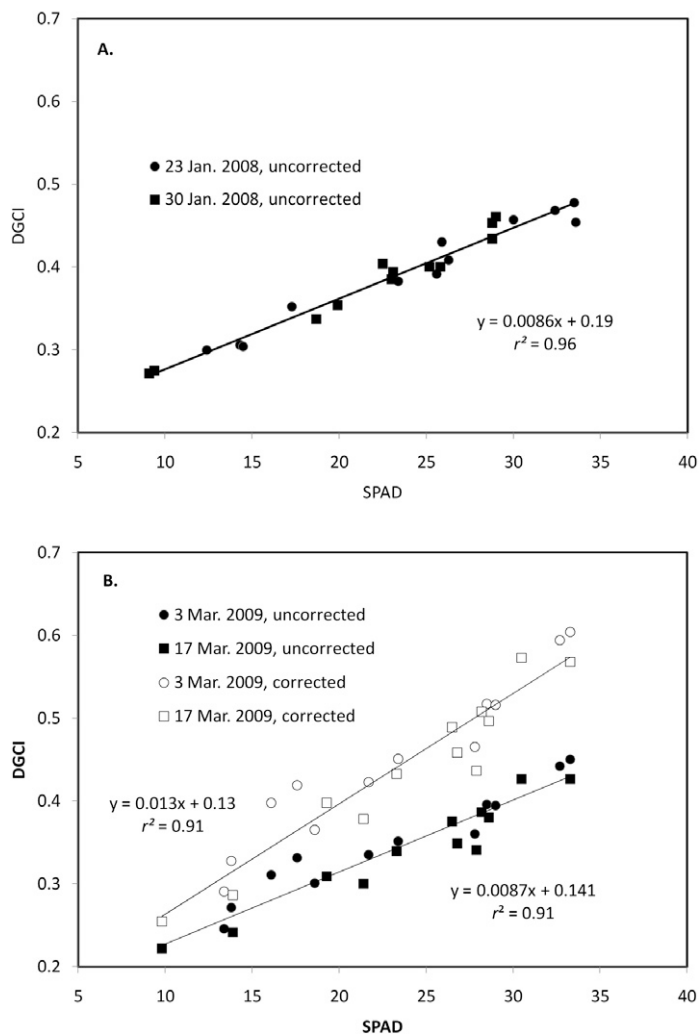 A.
0.7
0.6
0.5
0.4
0.3
0.2
DGCI
23 Jan. 2008, uncorrected
30 Jan. 2008, uncorrected
y = 0.0086x + 0.19
r² = 0.96
5 10 15 20 25 30 35 40
SPAD
B.
0.7
0.6
0.5
0.4
0.3
0.2
DGCI
3 Mar. 2009, uncorrected
17 Mar. 2009, uncorrected
3 Mar. 2009, corrected
17 Mar. 2009, corrected
y = 0.013x + 0.13
r² = 0.91
y = 0.0087x + 0.141
r² = 0.91
5 10 15 20 25 30 35 40
SPAD